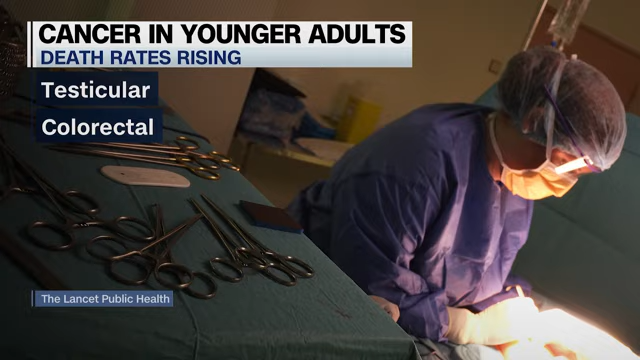 CANCER IN YOUNGER ADULTS
DEATH RATES RISING
Testicular
Colorectal
The Lancet Public Health